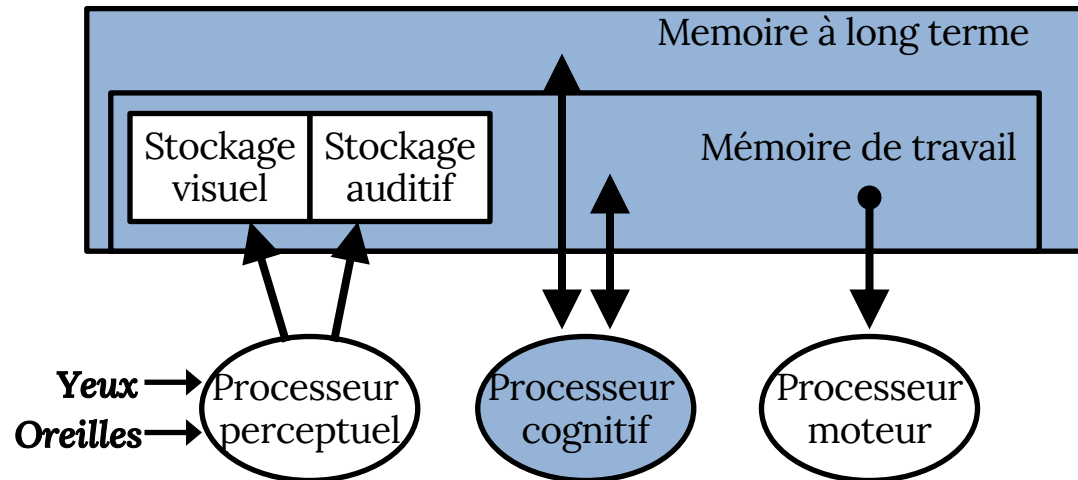 Memoire à long terme
Stockage
visuel
Stockage
auditif
Mémoire de travail
Yeux
Oreilles
Processeur
perceptuel
Processeur
cognitif
Processeur
moteur